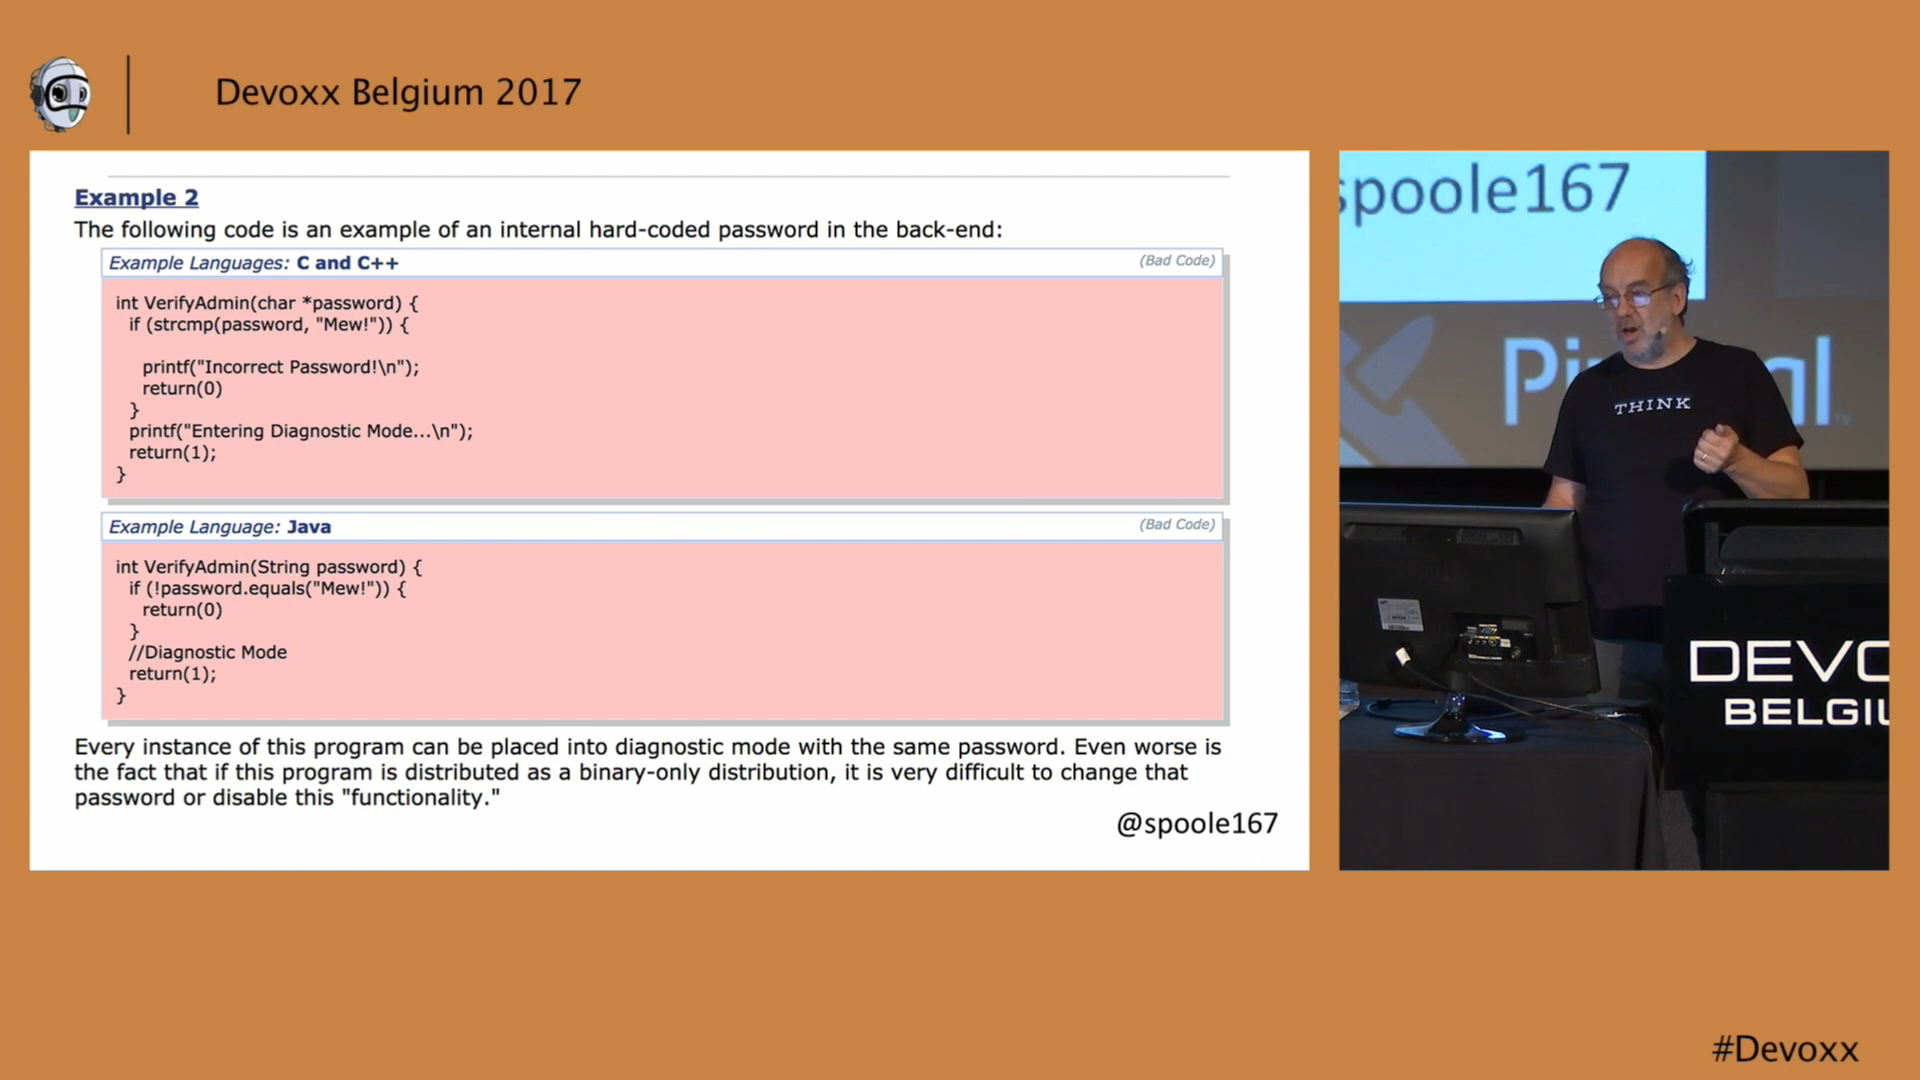 Devoxx Belgium 2017
Example 2
The following code is an example of an internal hard-coded password in the back-end:
Example Languages: C and C++
(Bad Code)
int VerifyAdmin(char *password) {
if (strcmp(password, "Mew!")) {
printf("Incorrect Password!\n");
return(0)
}
printf("Entering Diagnostic Mode...\n");
return(1);
}
Example Language: Java
(Bad Code)
int VerifyAdmin(String password) {
if (!password.equals("Mew!")) {
return(0)
}
//Diagnostic Mode
return(1);
}
Every instance of this program can be placed into diagnostic mode with the same password. Even worse is
the fact that if this program is distributed as a binary-only distribution, it is very difficult to change that
password or disable this "functionality."
@spoole167
spoole167
THINK
DEVO
BELGIU
#Devoxx